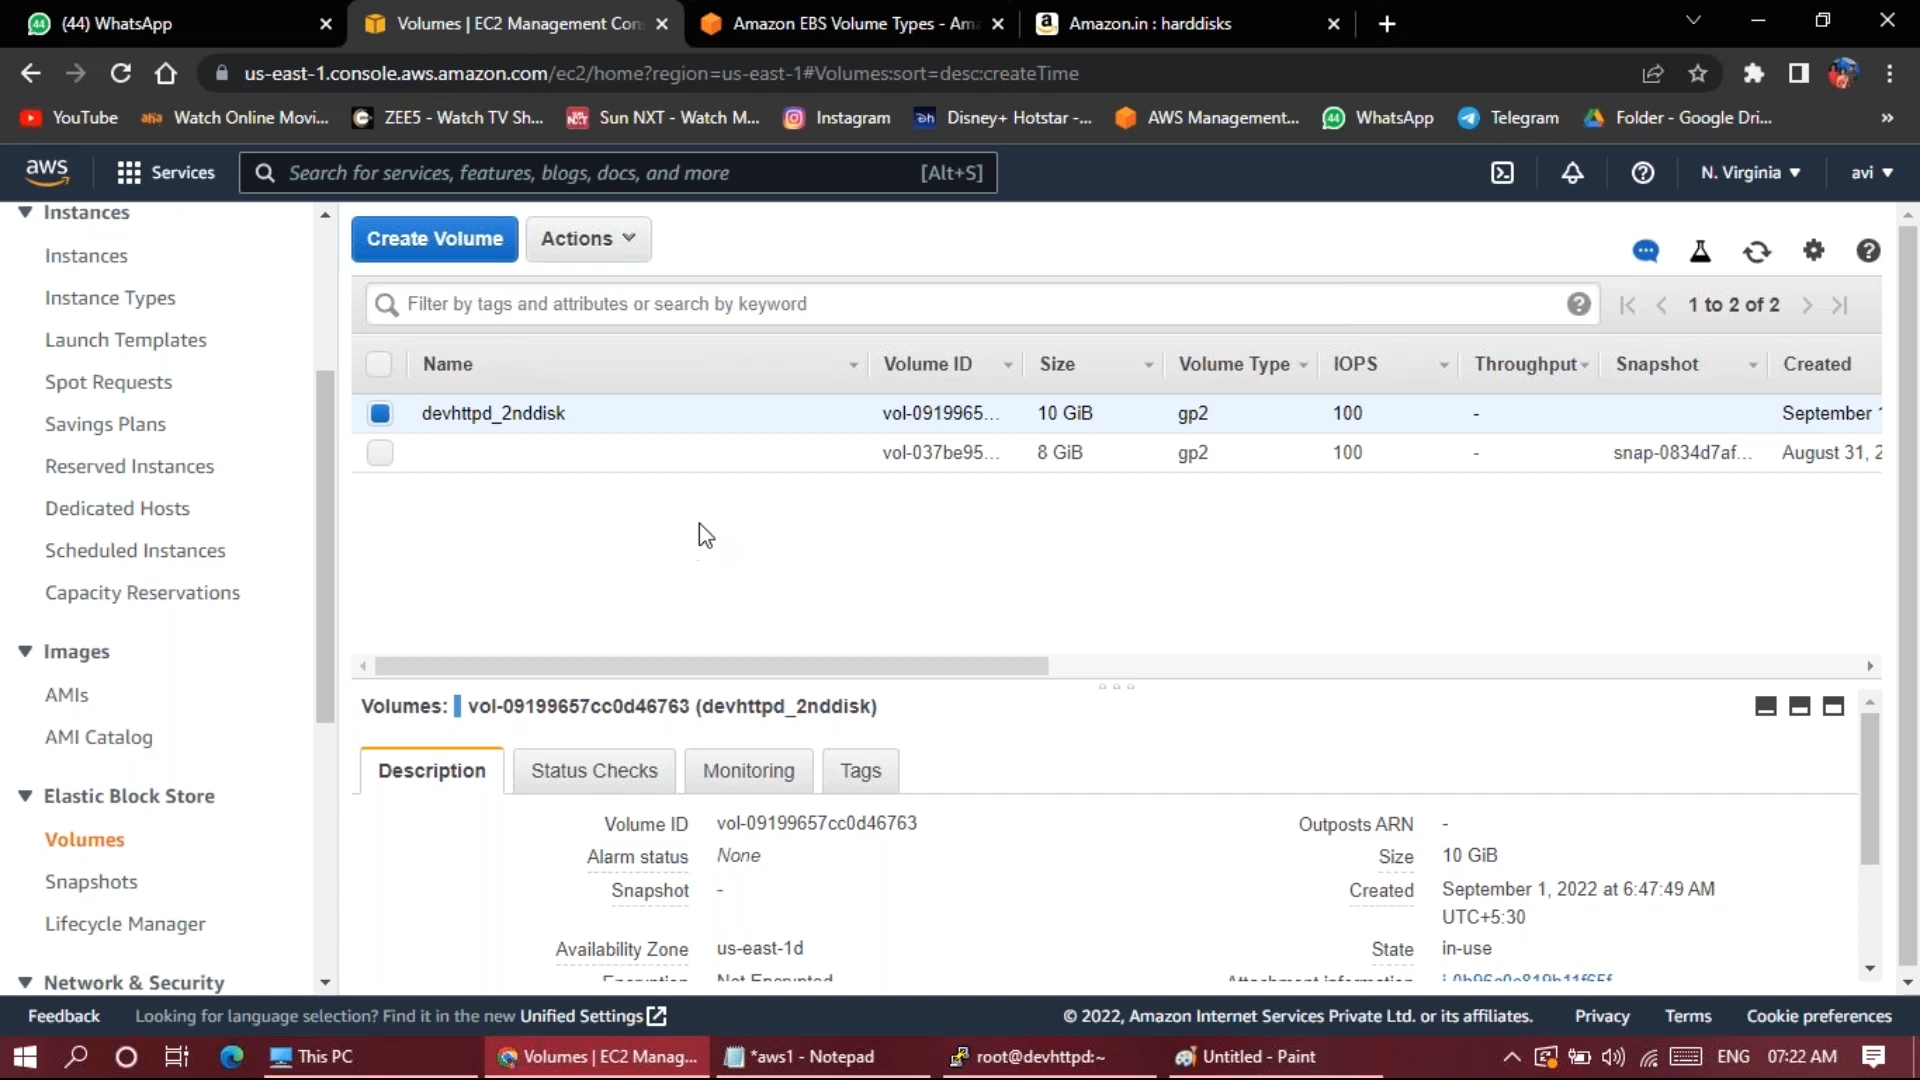 (44) WhatsApp
Volumes | EC2 Management Con
Amazon EBS Volume Types - Am
Amazon.in : harddisks
us-east-1.console.aws.amazon.com/ec2/home?region=us-east-1#Volumes:sort=desc:createTime
YouTube
aha Watch Online Movi...
ZEE5 - Watch TV Sh...
Sun NXT - Watch M...
Instagram
Disney+ Hotstar -...
AWS Management...
WhatsApp
Telegram
Folder - Google Dri...
»
aws
Services
Search for services, features, blogs, docs, and more [Alt+S]
N. Virginia
avi
Instances
Instances
Instance Types
Launch Templates
Spot Requests
Savings Plans
Reserved Instances
Dedicated Hosts
Scheduled Instances
Capacity Reservations
Images
AMIs
AMI Catalog
Elastic Block Store
Volumes
Snapshots
Lifecycle Manager
Network & Security
Create Volume
Actions
Filter by tags and attributes or search by keyword
1 to 2 of 2
Name Volume ID Size Volume Type IOPS Throughput Snapshot Created
devhttpd_2nddisk vol-0919965... 10 GiB gp2 100 - September 1
vol-037be95... 8 GiB gp2 100 - snap-0834d7af... August 31, 2
Volumes: vol-09199657cc0d46763 (devhttpd_2nddisk)
Description
Status Checks
Monitoring
Tags
Volume ID vol-09199657cc0d46763
Alarm status None
Snapshot -
Availability Zone us-east-1d
Encryption Not Encrypted
Outposts ARN -
Size 10 GiB
Created September 1, 2022 at 6:47:49 AM
UTC+5:30
State in-use
Attachment information
Feedback
Looking for language selection? Find it in the new Unified Settings
© 2022, Amazon Internet Services Private Ltd. or its affiliates.
Privacy
Terms
Cookie preferences
This PC
Volumes | EC2 Manag...
*aws1 - Notepad
root@devhttpd:~
Untitled - Paint
ENG
07:22 AM